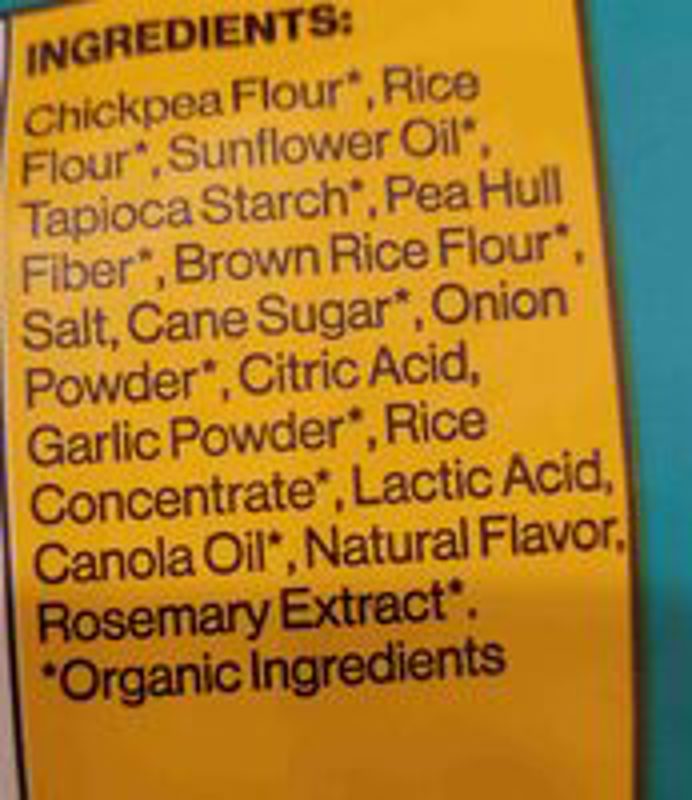 INGREDIENTS:
Chickpea Flour*, Rice
Flour*, Sunflower Oil*,
Tapioca Starch*, Pea Hull
Fiber*, Brown Rice Flour*,
Salt, Cane Sugar*, Onion
Powder*, Citric Acid,
Garlic Powder*, Rice
Concentrate*, Lactic Acid,
Canola Oil*, Natural Flavor,
Rosemary Extract*.
*Organic Ingredients